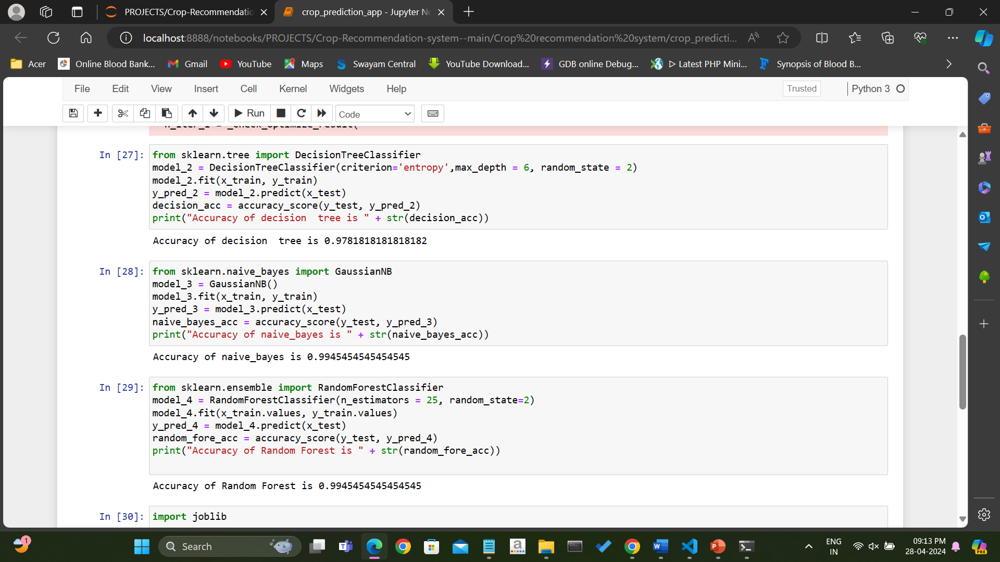 PROJECTS/Crop-Recommendatio
crop_prediction_app - Jupyter No
localhost:8888/notebooks/PROJECTS/Crop-Recommendation-system--main/Crop%20recommendation%20system/crop_predicti...
Acer
Online Blood Bank...
Gmail
YouTube
Maps
Swayam Central
YouTube Download...
GDB online Debug...
▷ Latest PHP Mini...
Synopsis of Blood B...
File Edit View Insert Cell Kernel Widgets Help
Trusted
Python 3
Run
Code
n_iter_i = _check_optimize_result(
In [27]:
from sklearn.tree import DecisionTreeClassifier
model_2 = DecisionTreeClassifier(criterion='entropy',max_depth = 6, random_state = 2)
model_2.fit(x_train, y_train)
y_pred_2 = model_2.predict(x_test)
decision_acc = accuracy_score(y_test, y_pred_2)
print("Accuracy of decision  tree is " + str(decision_acc))
Accuracy of decision  tree is 0.9781818181818182
In [28]:
from sklearn.naive_bayes import GaussianNB
model_3 = GaussianNB()
model_3.fit(x_train, y_train)
y_pred_3 = model_3.predict(x_test)
naive_bayes_acc = accuracy_score(y_test, y_pred_3)
print("Accuracy of naive_bayes is " + str(naive_bayes_acc))
Accuracy of naive_bayes is 0.9945454545454545
In [29]:
from sklearn.ensemble import RandomForestClassifier
model_4 = RandomForestClassifier(n_estimators = 25, random_state=2)
model_4.fit(x_train.values, y_train.values)
y_pred_4 = model_4.predict(x_test)
random_fore_acc = accuracy_score(y_test, y_pred_4)
print("Accuracy of Random Forest is " + str(random_fore_acc))
Accuracy of Random Forest is 0.9945454545454545
In [30]:
import joblib
1
Search
ENG
IN
09:13 PM
28-04-2024
PRE